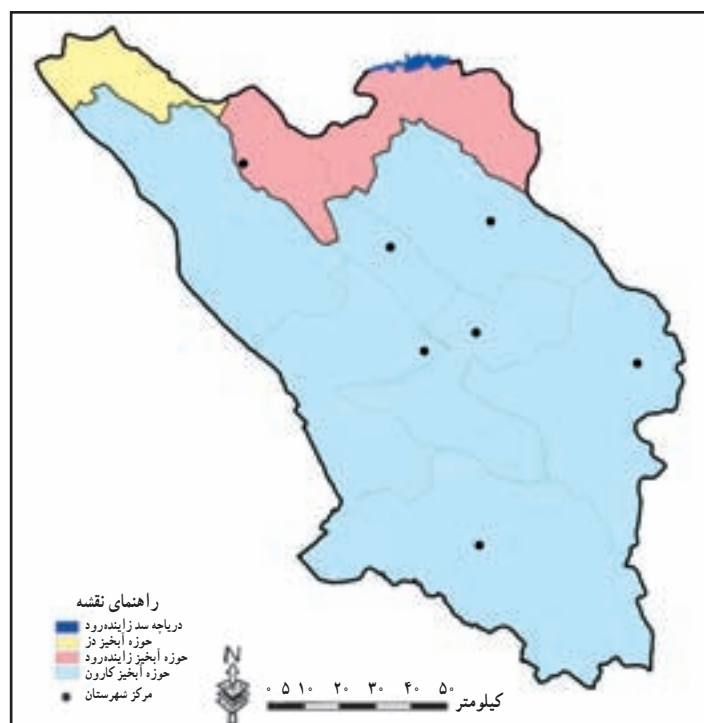 راهنمای نقشه
دریاچه سد زاینده‌رود
حوزه آبخیز دز
حوزه آبخیز زاینده‌رود
حوزه آبخیز کارون
مرکز شهرستان
N
۰ ۵ ۱۰ ۲۰ ۳۰ ۴۰ ۵۰ کیلومتر